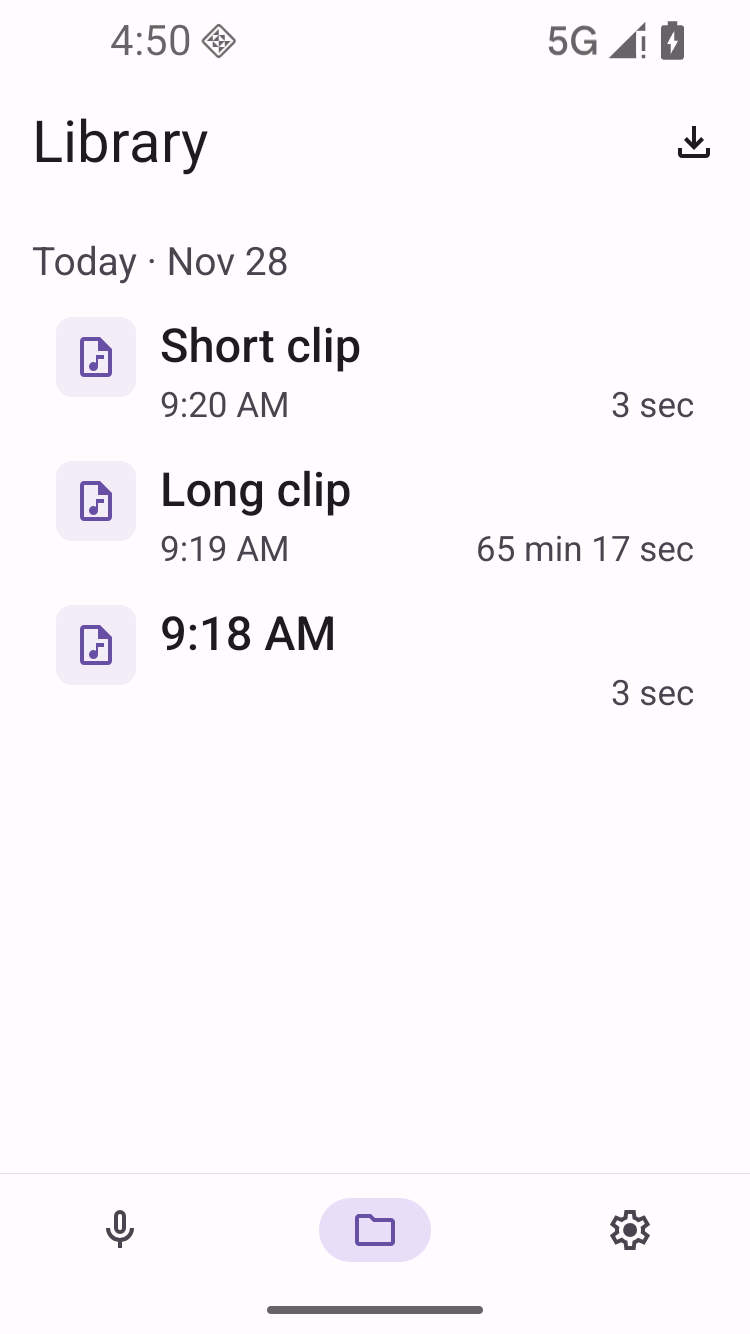 4:50 5G
Library
Today · Nov 28
Short clip
9:20 AM 3 sec
Long clip
9:19 AM 65 min 17 sec
9:18 AM
3 sec